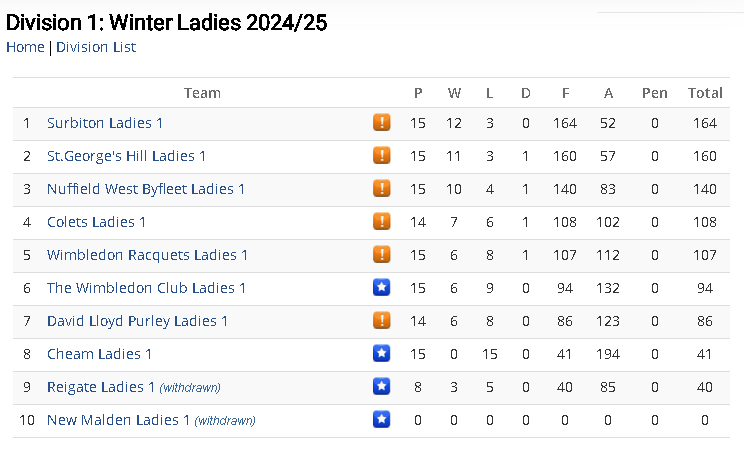 Division 1: Winter Ladies 2024/25
Home | Division List
Team P W L D F A Pen Total
1 Surbiton Ladies 1 15 12 3 0 164 52 0 164
2 St.George's Hill Ladies 1 15 11 3 1 160 57 0 160
3 Nuffield West Byfleet Ladies 1 15 10 4 1 140 83 0 140
4 Colets Ladies 1 14 7 6 1 108 102 0 108
5 Wimbledon Racquets Ladies 1 15 6 8 1 107 112 0 107
6 The Wimbledon Club Ladies 1 15 6 9 0 94 132 0 94
7 David Lloyd Purley Ladies 1 14 6 8 0 86 123 0 86
8 Cheam Ladies 1 15 0 15 0 41 194 0 41
9 Reigate Ladies 1 (withdrawn) 8 3 5 0 40 85 0 40
10 New Malden Ladies 1 (withdrawn) 0 0 0 0 0 0 0 0